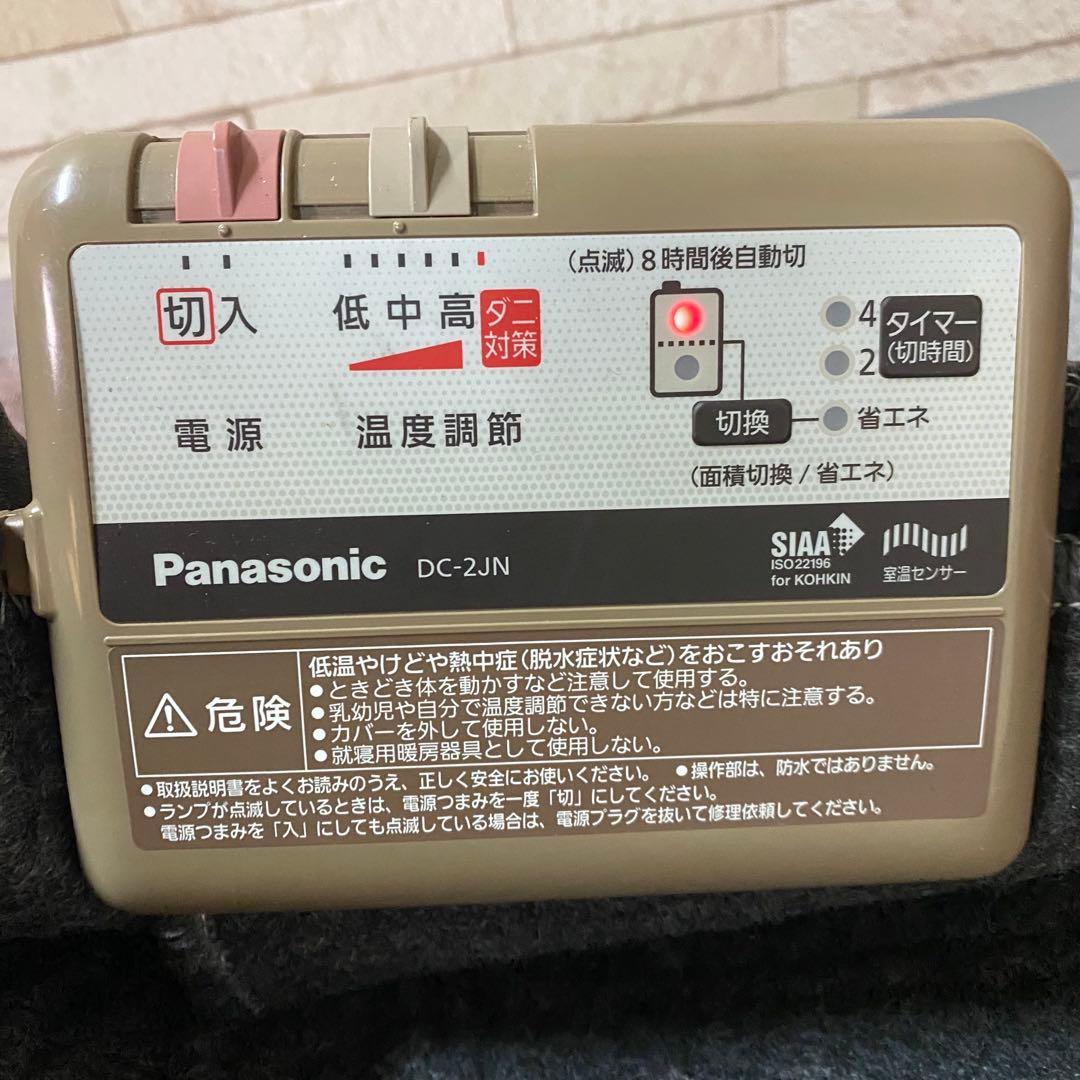 (点滅)8時間後自動切
切 入
低 中 高 ダニ対策
4
2
タイマー
(切時間)
電源
温度調節
切換
省エネ
(面積切換/省エネ)
Panasonic DC-2JN
SIAA
ISO22196
for KOHKIN
室温センサー
危険
低温やけどや熱中症(脱水症状など)をおこすおそれあり
●ときどき体を動かすなど注意して使用する。
●乳幼児や自分で温度調節できない方などは特に注意する。
●カバーを外して使用しない。
●就寝用暖房器具として使用しない。
●取扱説明書をよくお読みのうえ、正しく安全にお使いください。 ●操作部は、防水ではありません。
●ランプが点滅しているときは、電源つまみを一度「切」にしてください。
電源つまみを「入」にしても点滅している場合は、電源プラグを抜いて修理依頼してください。